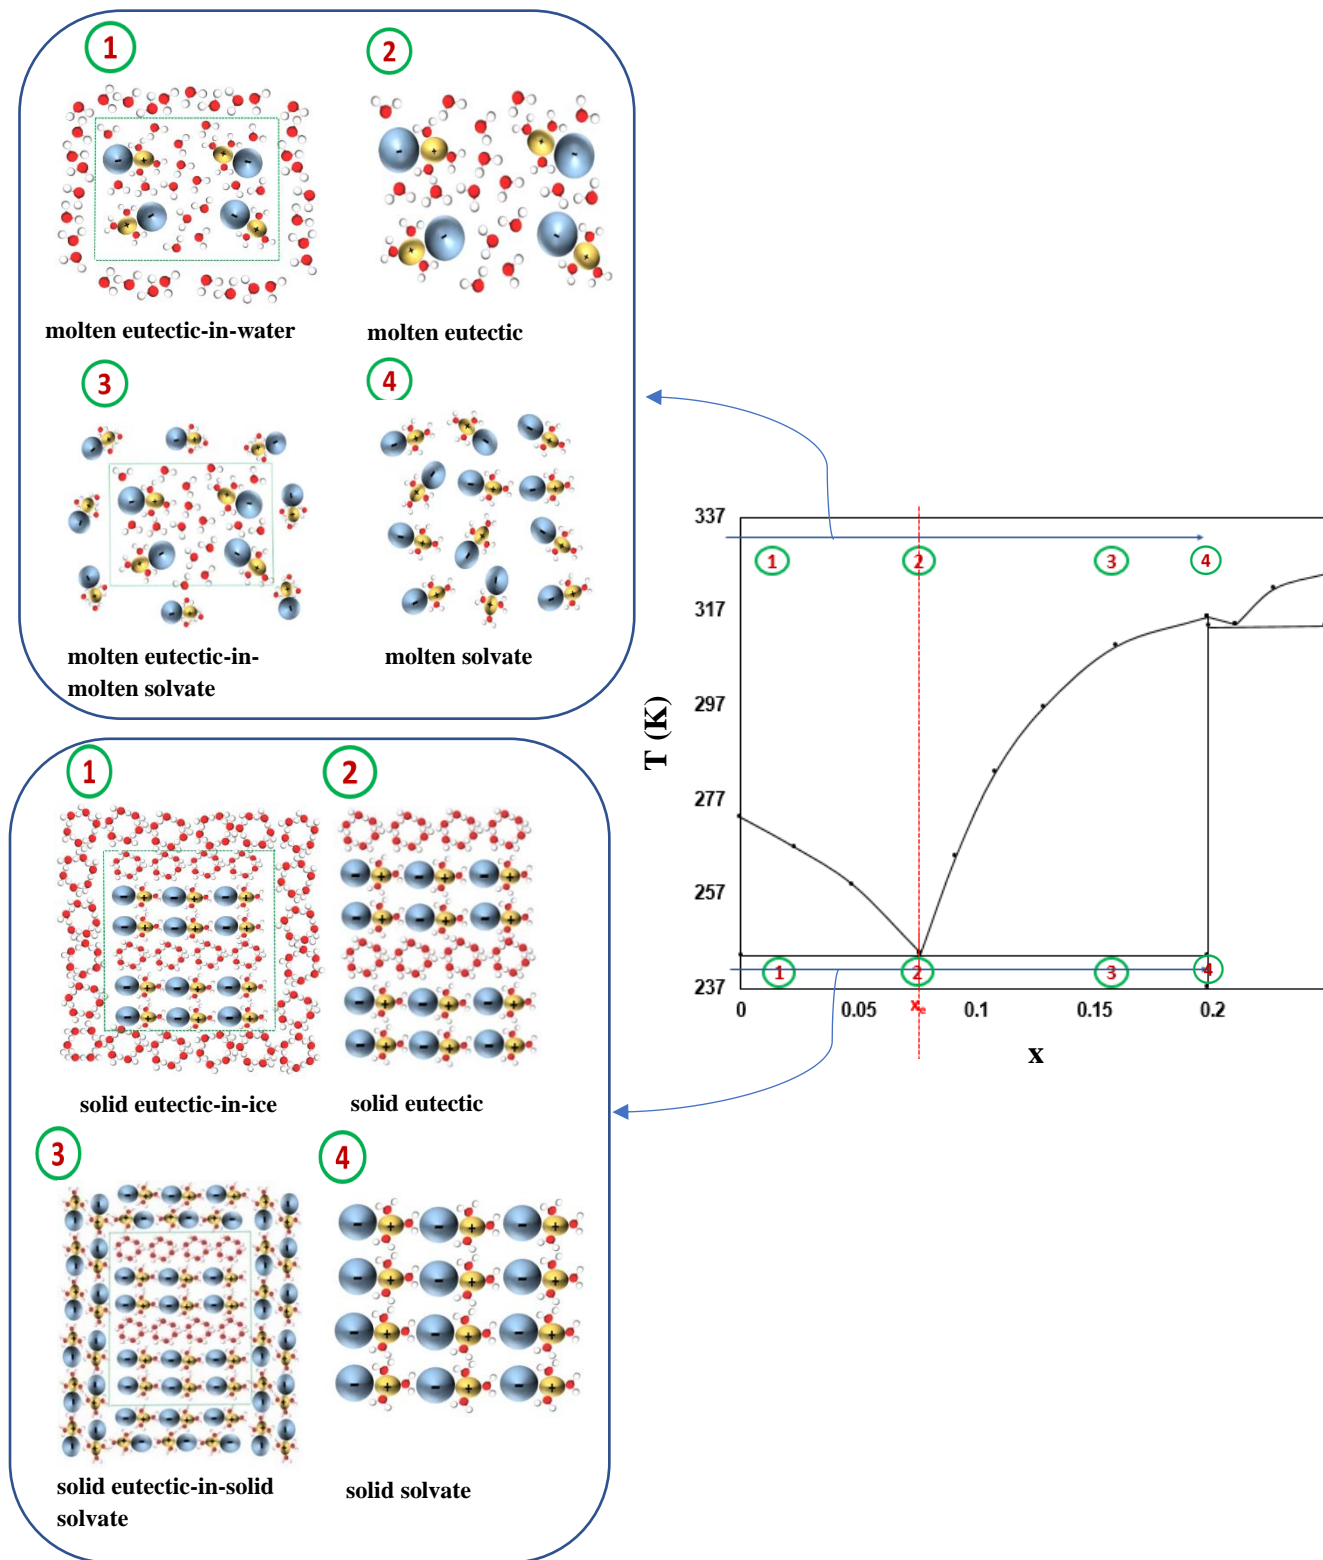 1
2
molten eutectic-in-water
molten eutectic
3
4
molten eutectic-in-
molten solvate
molten solvate
1
2
solid eutectic-in-ice
solid eutectic
3
4
solid eutectic-in-solid
solvate
solid solvate
T (K)
337
317
297
277
257
237
1
2
3
4
1
2
3
4
0
0.05
0.1
0.15
0.2
xe
x